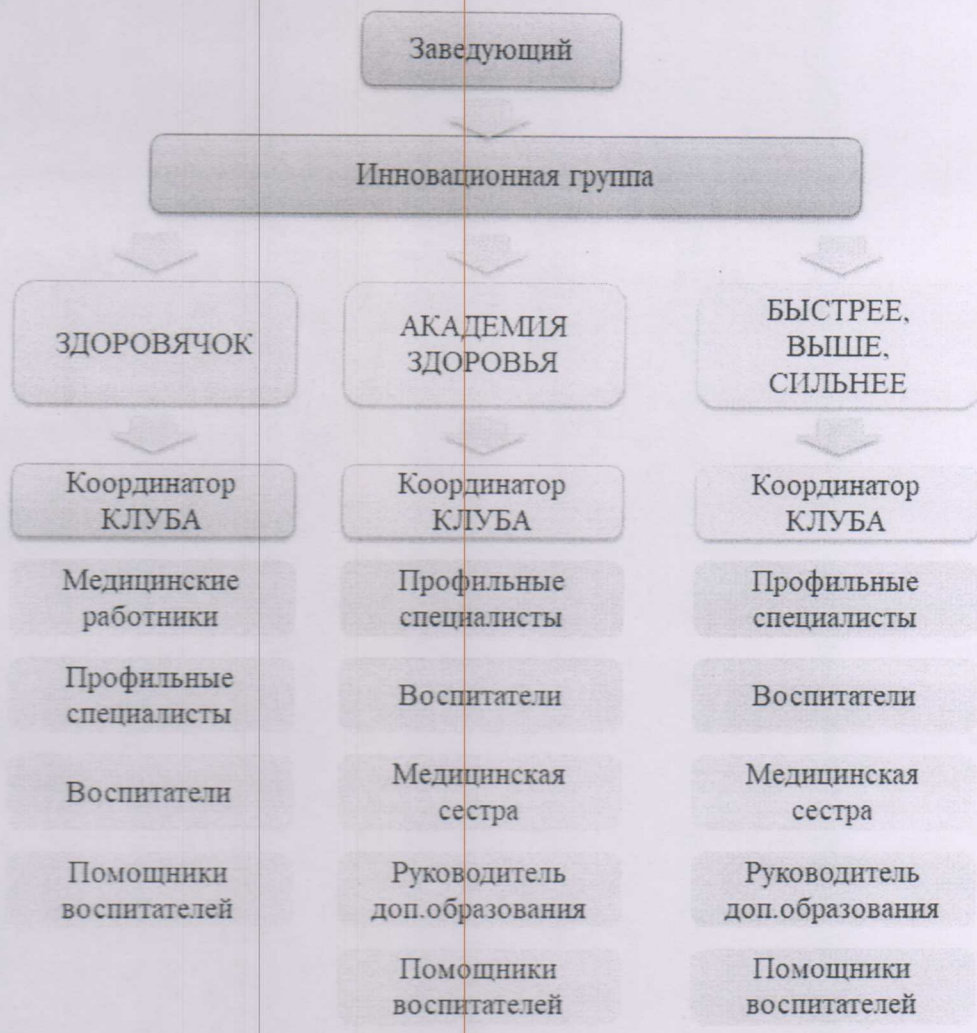 Заведующий
Инновационная группа
ЗДОРОВЯЧОК
АКАДЕМИЯ
ЗДОРОВЬЯ
БЫСТРЕЕ,
ВЫШЕ,
СИЛЬНЕЕ
Координатор
КЛУБА
Координатор
КЛУБА
Координатор
КЛУБА
Медицинские
работники
Профильные
специалисты
Профильные
специалисты
Профильные
специалисты
Воспитатели
Воспитатели
Воспитатели
Медицинская
сестра
Медицинская
сестра
Помощники
воспитателей
Руководитель
доп.образования
Руководитель
доп.образования
Помощники
воспитателей
Помощники
воспитателей